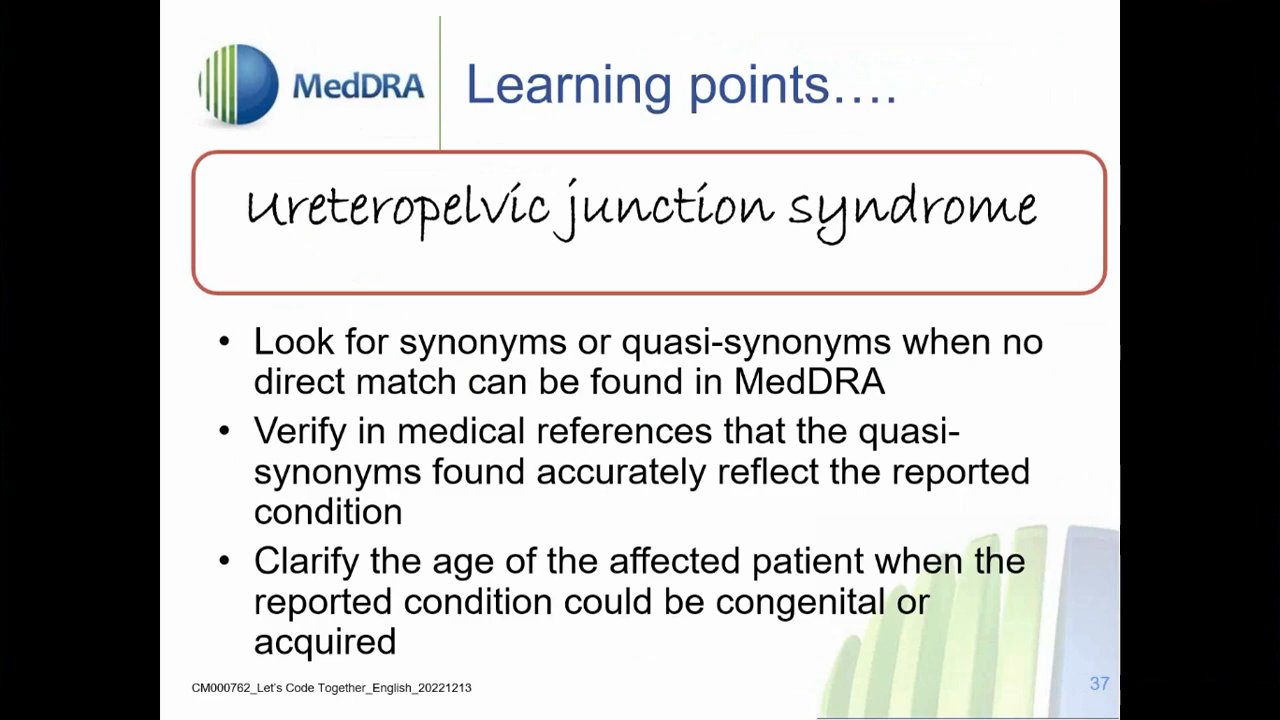 MedDRA
Learning points….
Ureteropelvic junction syndrome
• Look for synonyms or quasi-synonyms when no
direct match can be found in MedDRA
• Verify in medical references that the quasi-
synonyms found accurately reflect the reported
condition
• Clarify the age of the affected patient when the
reported condition could be congenital or
acquired
CM000762_Let’s Code Together_English_20221213
37